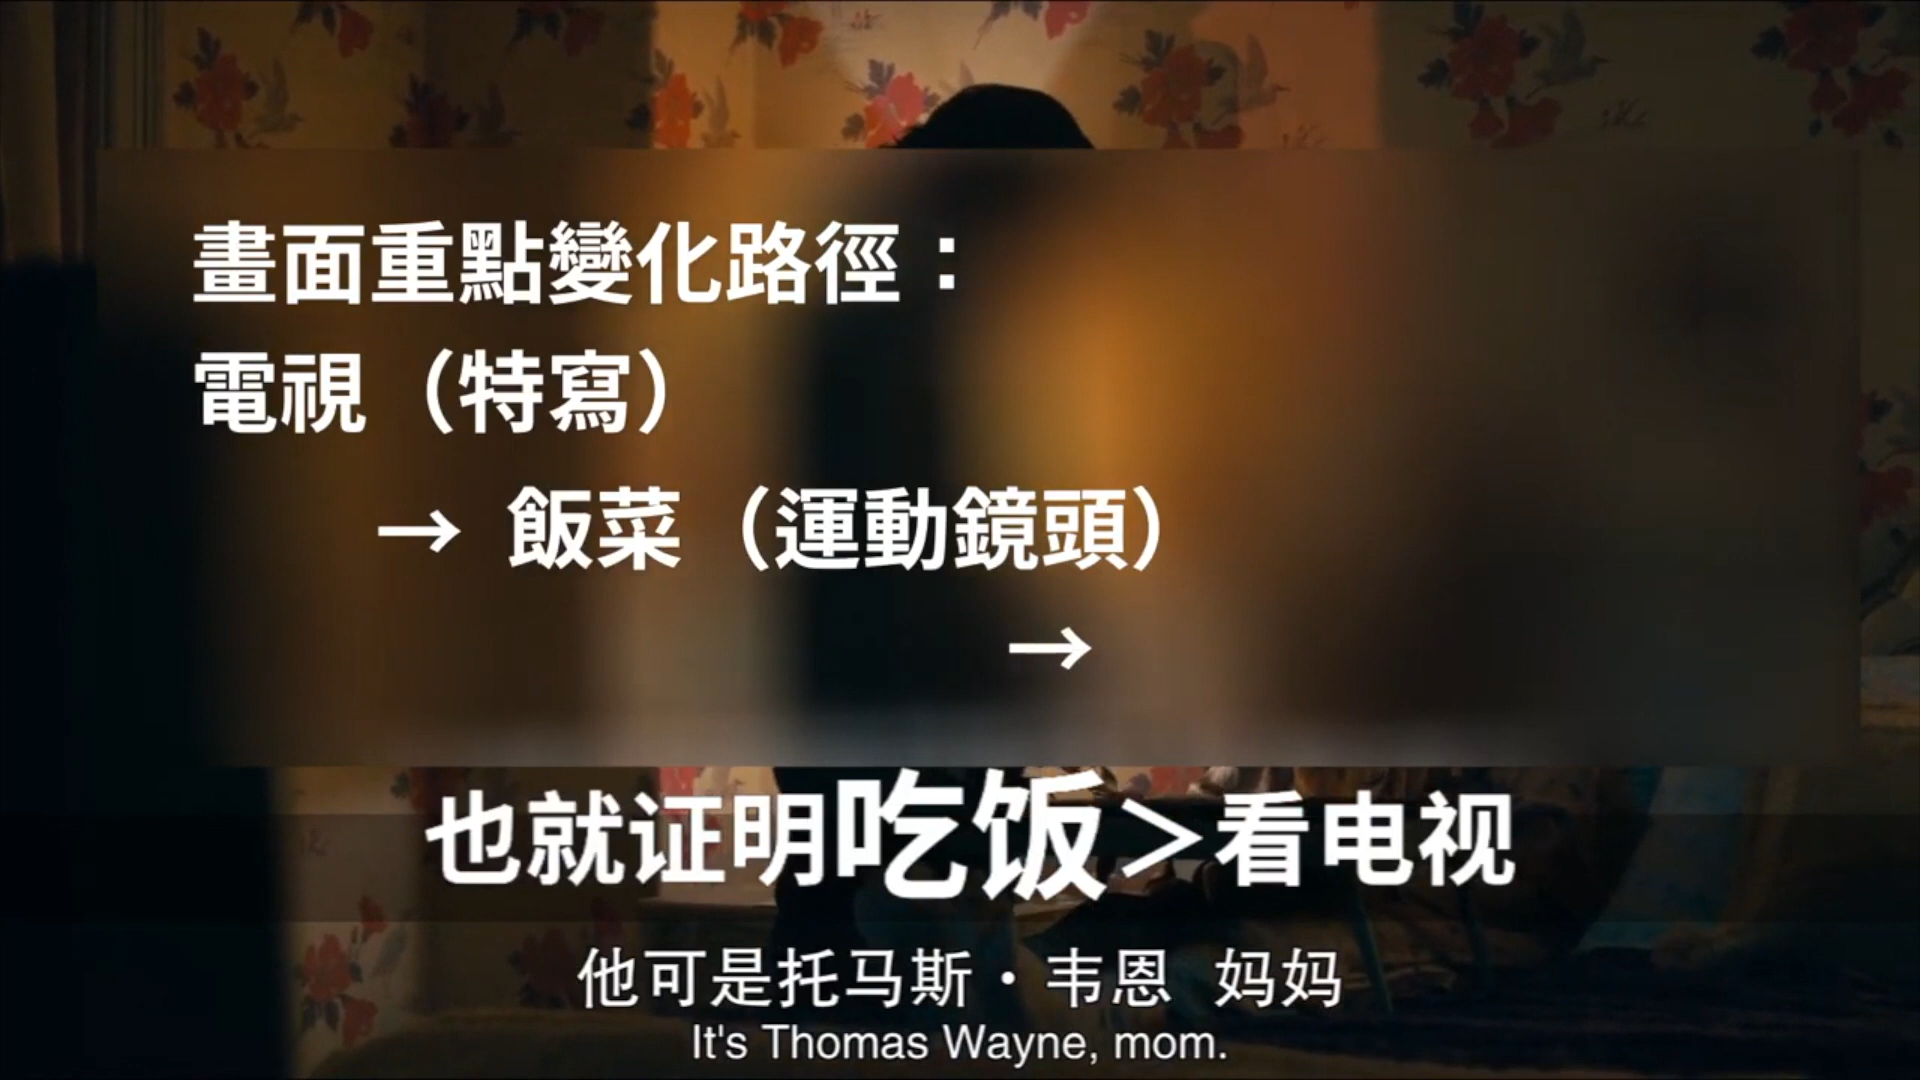 畫面重點變化路徑：
電視（特寫）
→ 飯菜（運動鏡頭）
→
也就证明吃饭＞看电视
他可是托马斯·韦恩 妈妈
It's Thomas Wayne, mom.